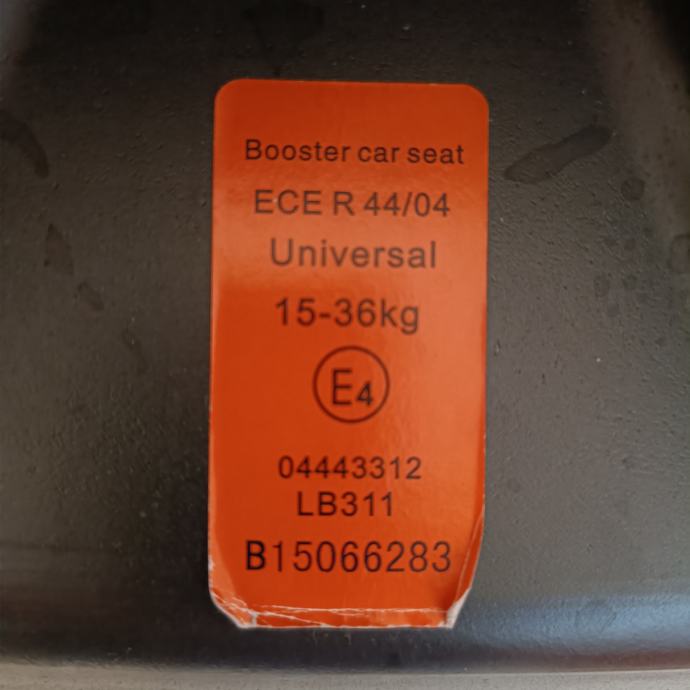 Booster car seat
ECE R 44/04
Universal
15-36kg
E4
04443312
LB311
B15066283